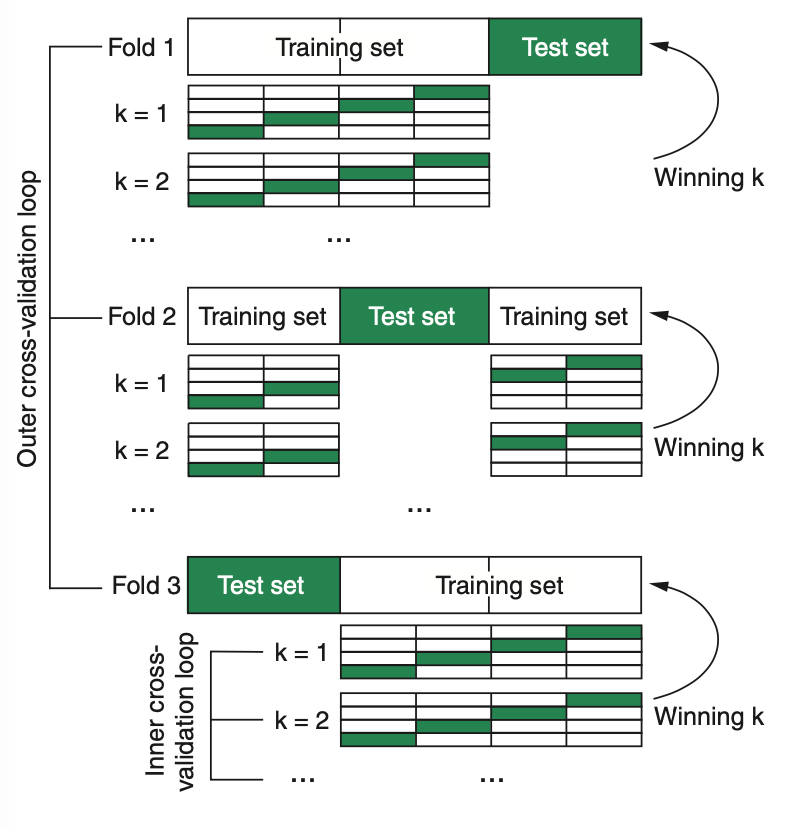 Outer cross-validation loop
Fold 1
Training set
Test set
k = 1
k = 2
Winning k
...
...
Fold 2
Training set
Test set
Training set
k = 1
k = 2
Winning k
...
...
Fold 3
Test set
Training set
Inner cross-
validation loop
k = 1
k = 2
Winning k
...
...